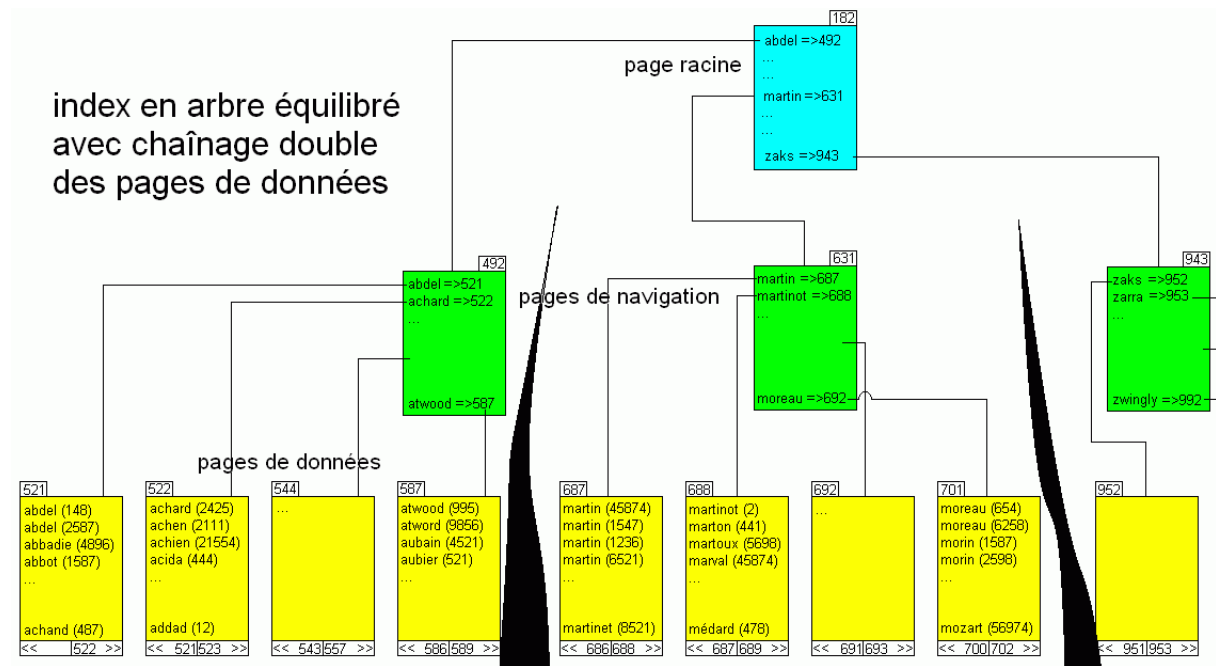 index en arbre équilibré
avec chaînage double
des pages de données
page racine
182
abdel =>492
...
...
martin =>631
...
...
zaks =>943
pages de navigation
492
abdel =>521
achard =>522
...
atwood =>587
631
martin =>687
martinot =>688
...
moreau =>692
943
zaks =>952
zarra =>953
...
zwingly =>992
pages de données
521
abdel (148)
abdel (2587)
abbadie (4896)
abbot (1587)
...
achand (487)
<< 522 >>
522
achard (2425)
achen (2111)
achien (21554)
acida (444)
...
addad (12)
<< 521 523 >>
544
...
<< 543 557 >>
587
atwood (995)
atword (9856)
aubain (4521)
aubier (521)
...
<< 586 589 >>
687
martin (45874)
martin (1547)
martin (1236)
martin (6521)
...
martinet (8521)
<< 686 688 >>
688
martinot (2)
marton (441)
martoux (5698)
marval (45874)
...
médard (478)
<< 687 689 >>
692
...
<< 691 693 >>
701
moreau (654)
moreau (6258)
morin (1587)
morin (2598)
...
mozart (56974)
<< 700 702 >>
952
<< 951 953 >>